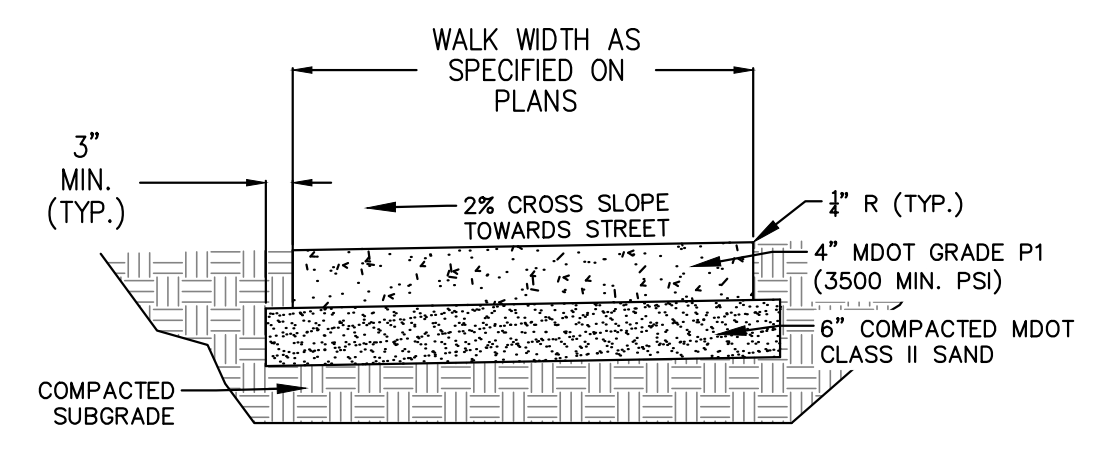 WALK WIDTH AS
SPECIFIED ON
PLANS
3"
MIN.
(TYP.)
2% CROSS SLOPE
TOWARDS STREET
¼" R (TYP.)
4" MDOT GRADE P1
(3500 MIN. PSI)
6" COMPACTED MDOT
CLASS II SAND
COMPACTED
SUBGRADE